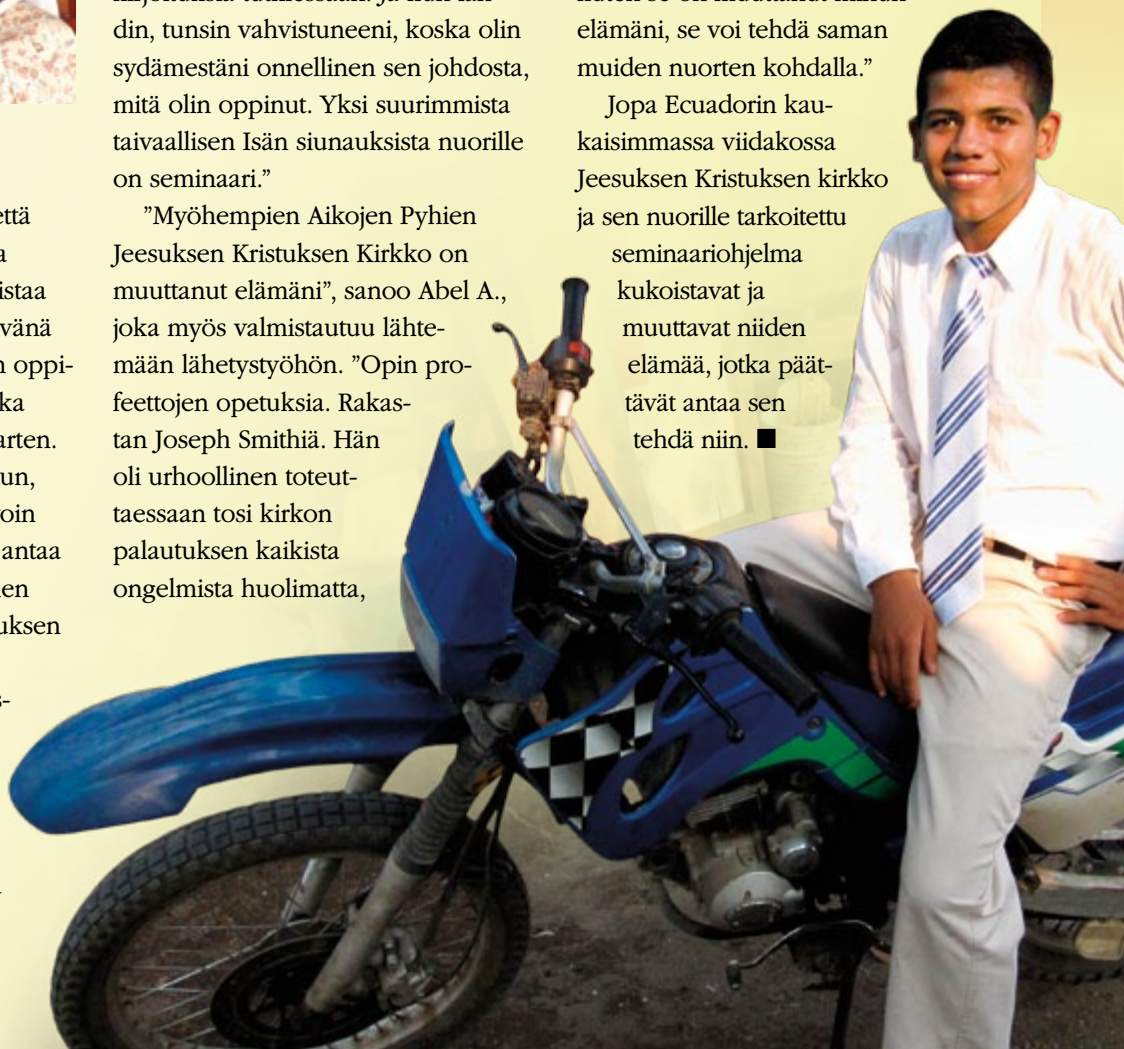 että
a
istaa
vänä
n oppi-
ka
arten.
un,
oin
antaa
en
uksen
s-
din, tunsin vahvistuneeni, koska olin
sydämestäni onnellinen sen johdosta,
mitä olin oppinut. Yksi suurimmista
taivaallisen Isän siunauksista nuorille
on seminaari.”
”Myöhempien Aikojen Pyhien
Jeesuksen Kristuksen Kirkko on
muuttanut elämäni”, sanoo Abel A.,
joka myös valmistautuu lähte-
mään lähetystyöhön. ”Opin pro-
feettojen opetuksia. Rakas-
tan Joseph Smithiä. Hän
oli urhoollinen toteut-
taessaan tosi kirkon
palautuksen kaikista
ongelmista huolimatta,
elämäni, se voi tehdä saman
muiden nuorten kohdalla.”
Jopa Ecuadorin kau-
kaisimmassa viidakossa
Jeesuksen Kristuksen kirkko
ja sen nuorille tarkoitettu
seminaariohjelma
kukoistavat ja
muuttavat niiden
elämää, jotka päät-
tävät antaa sen
tehdä niin. ■